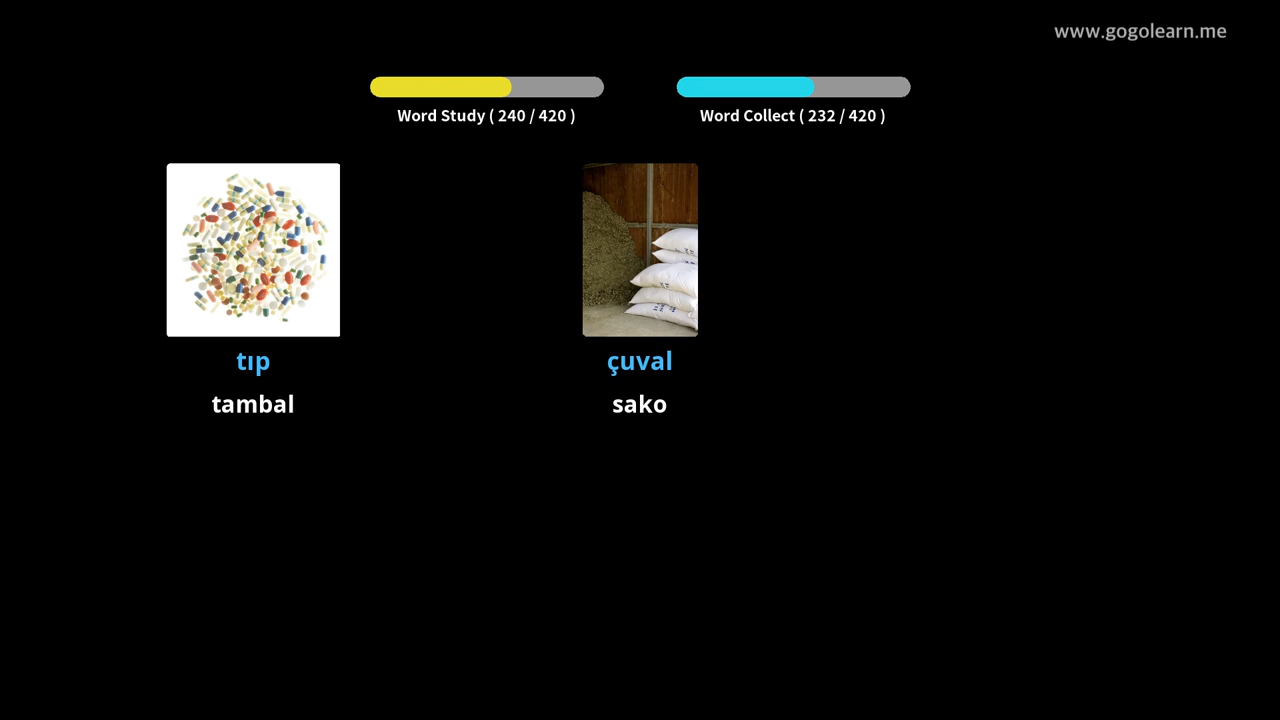 www.gogolearn.me
Word Study ( 240 / 420 )
Word Collect ( 232 / 420 )
tıp
çuval
tambal
sako